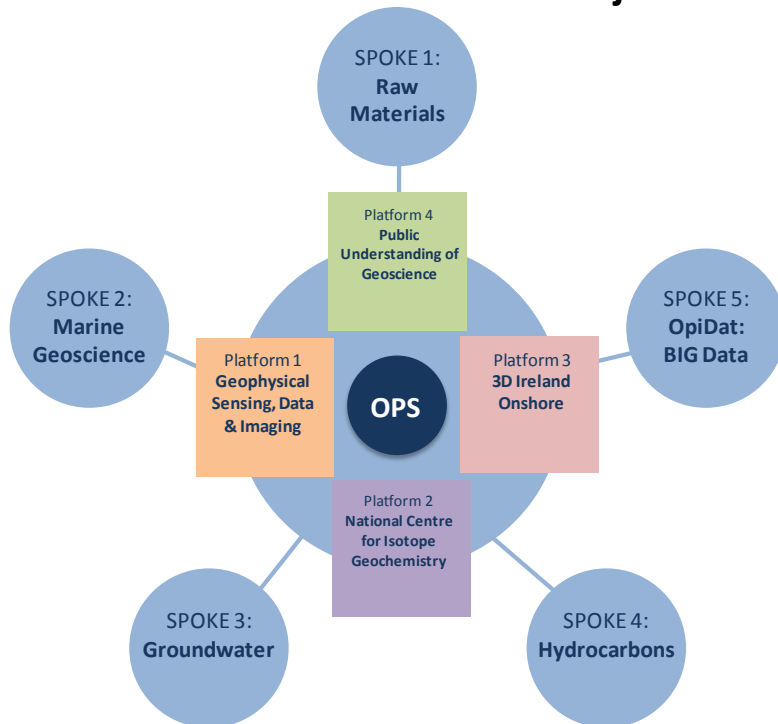 SPOKE 1:
Raw
Materials
Platform 4
Public
Understanding of
Geoscience
SPOKE 2:
Marine
Geoscience
SPOKE 5:
OpiDat:
BIG Data
Platform 1
Geophysical
Sensing, Data
& Imaging
OPS
Platform 3
3D Ireland
Onshore
Platform 2
National Centre
for Isotope
Geochemistry
SPOKE 3:
Groundwater
SPOKE 4:
Hydrocarbons